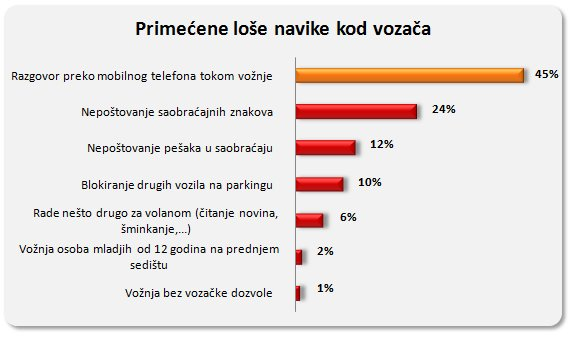 Primećene loše navike kod vozača
Razgovor preko mobilnog telefona tokom vožnje
45%
Nepoštovanje saobraćajnih znakova
24%
Nepoštovanje pešaka u saobraćaju
12%
Blokiranje drugih vozila na parkingu
10%
Rade nešto drugo za volanom (čitanje novina,
šminkanje,...)
6%
Vožnja osoba mladjih od 12 godina na prednjem
sedištu
2%
Vožnja bez vozačke dozvole
1%